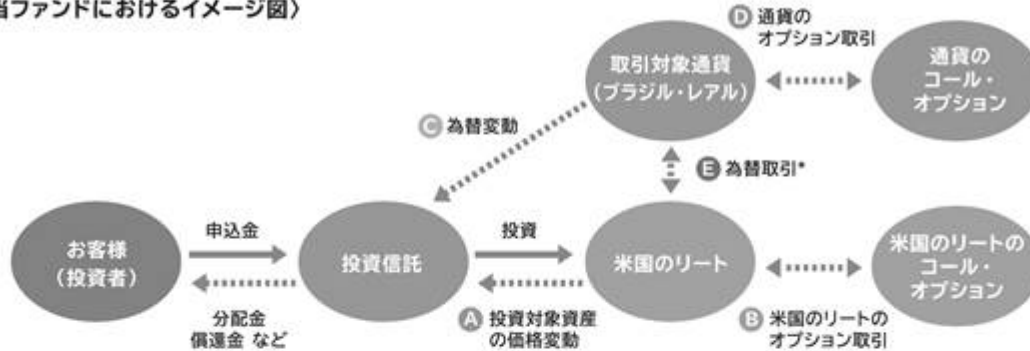 当ファンドにおけるイメージ図〉
D 通貨の
オプション取引
取引対象通貨
(ブラジル・レアル)
通貨の
コール・
オプション
C 為替変動
E 為替取引*
お客様
(投資者)
申込金
分配金
償還金 など
投資信託
投資
A 投資対象資産
の価格変動
米国のリート
B 米国のリートの
オプション取引
米国のリートの
コール・
オプション